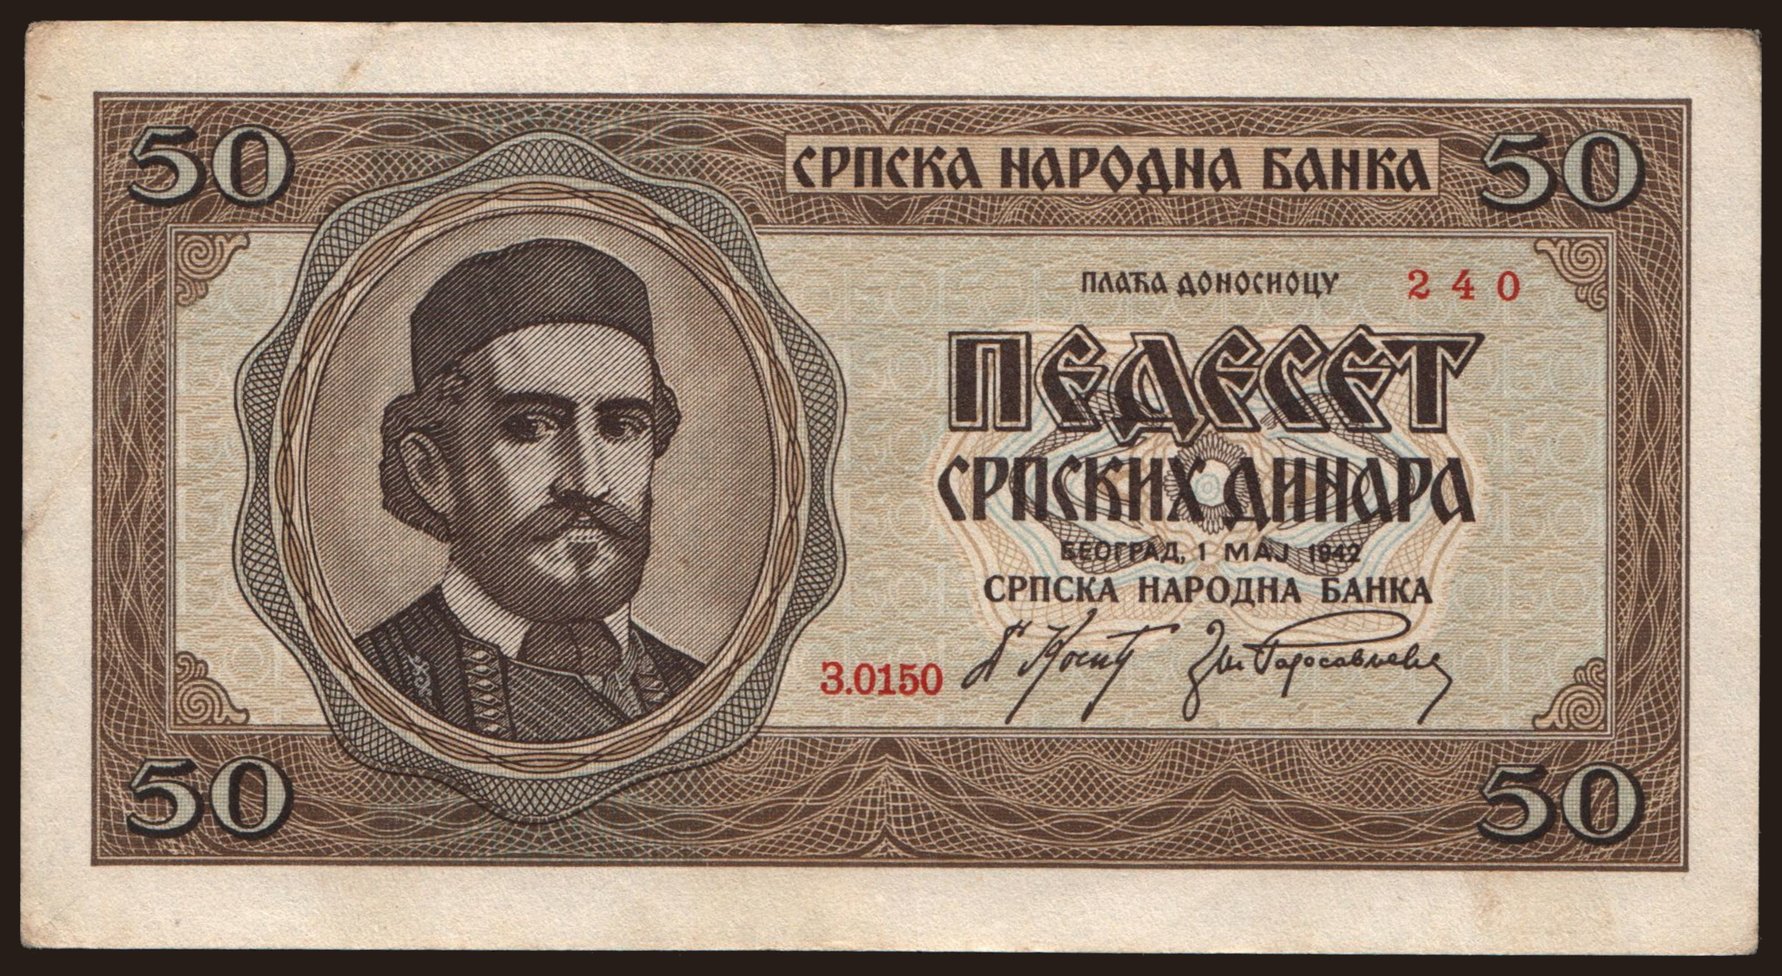 50
СРПСКА НАРОДНА БАНКА
50
ПЛАЋА ДОНОСИОЦУ 240
ПЕДЕСЕТ
СРПСКИХ ДИНАРА
БЕОГРАД, 1 МАЈ 1942
СРПСКА НАРОДНА БАНКА
З.0150
50
50